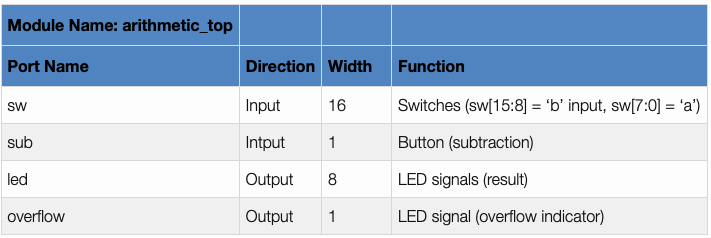 Module Name: arithmetic_top
Port Name Direction Width Function
sw Input 16 Switches (sw[15:8] = ‘b’ input, sw[7:0] = ‘a’)
sub Intput 1 Button (subtraction)
led Output 8 LED signals (result)
overflow Output 1 LED signal (overflow indicator)